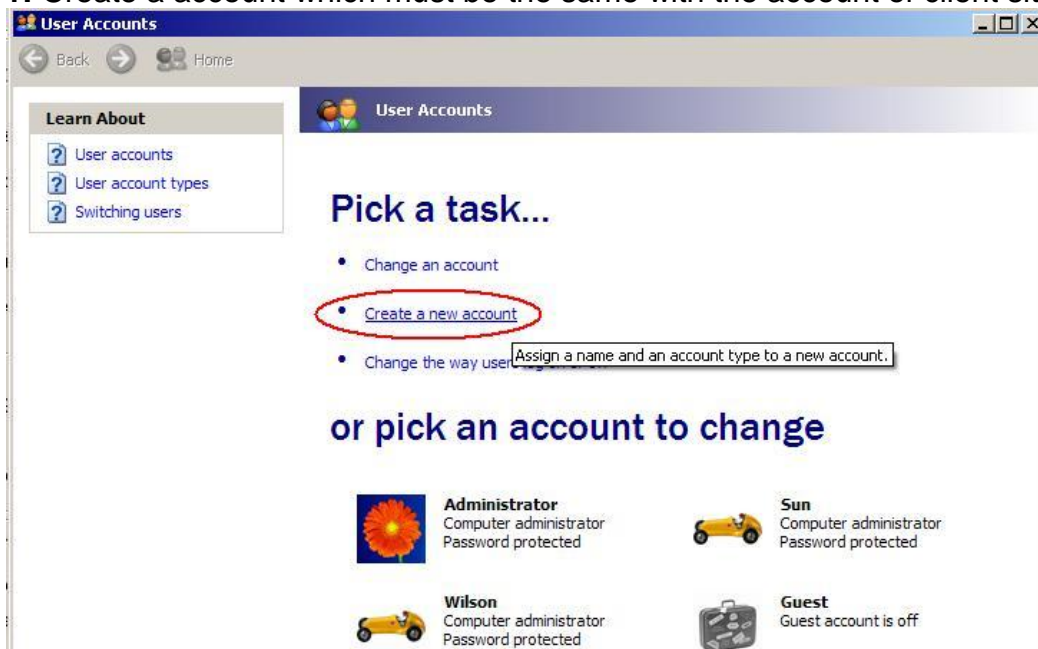 Create a account which must be the same with the account of client sit
User Accounts
Back Home
Learn About
User accounts
User account types
Switching users
User Accounts
Pick a task...
• Change an account
• Create a new account
Assign a name and an account type to a new account.
• Change the way users
or pick an account to change
Administrator
Computer administrator
Password protected
Sun
Computer administrator
Password protected
Wilson
Computer administrator
Password protected
Guest
Guest account is off